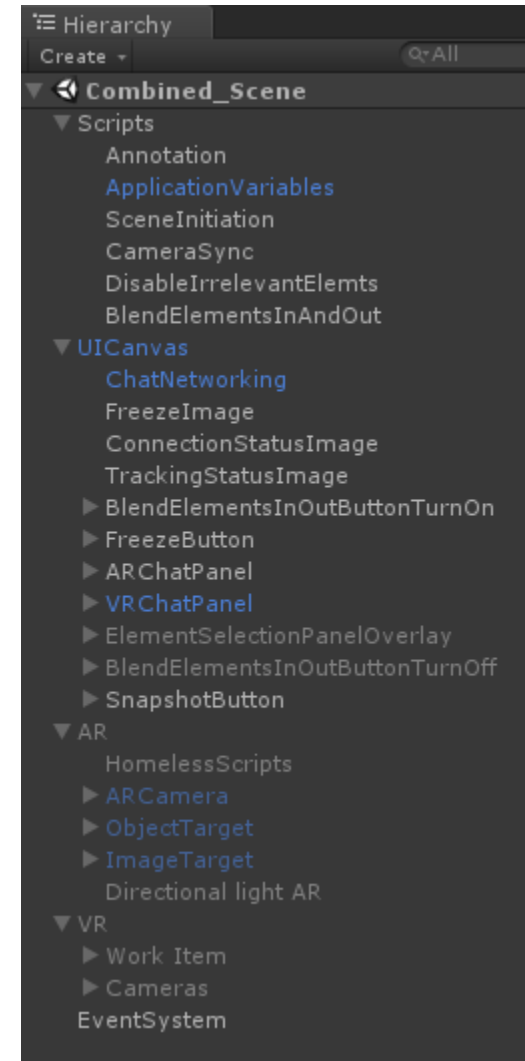 Hierarchy
Create All
Combined_Scene
Scripts
Annotation
ApplicationVariables
SceneInitiation
CameraSync
DisableIrrelevantElemts
BlendElementsInAndOut
UICanvas
ChatNetworking
FreezeImage
ConnectionStatusImage
TrackingStatusImage
BlendElementsInOutButtonTurnOn
FreezeButton
ARChatPanel
VRChatPanel
ElementSelectionPanelOverlay
BlendElementsInOutButtonTurnOff
SnapshotButton
AR
HomelessScripts
ARCamera
ObjectTarget
ImageTarget
Directional light AR
VR
Work Item
Cameras
EventSystem